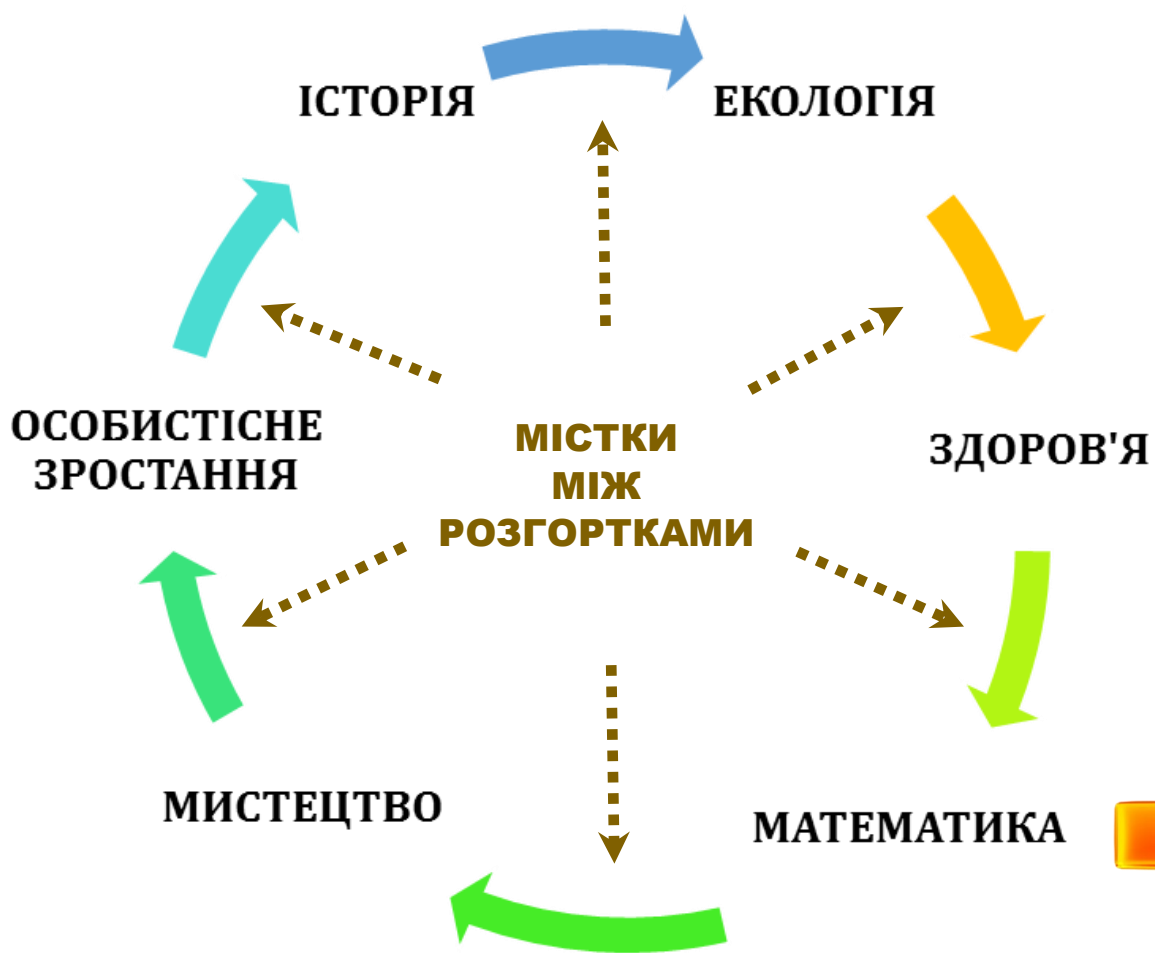 ІСТОРІЯ
ЕКОЛОГІЯ
ОСОБИСТІСНЕ
ЗРОСТАННЯ
МІСТКИ
МІЖ
РОЗГОРТКАМИ
ЗДОРОВ'Я
МИСТЕЦТВО
МАТЕМАТИКА